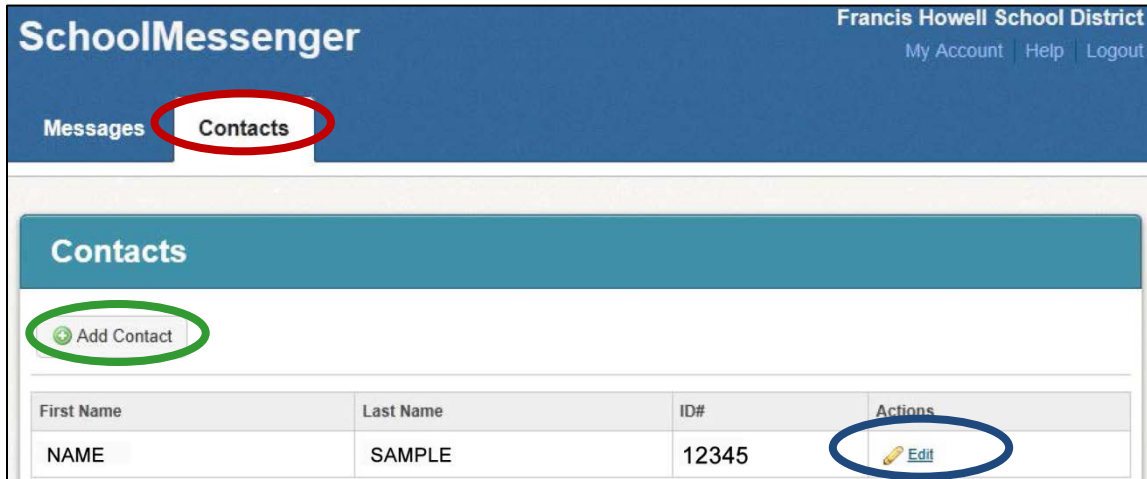 Francis Howell School District
SchoolMessenger
My Account Help Logout
Messages Contacts
Contacts
Add Contact
First Name Last Name ID# Actions
NAME SAMPLE 12345 Edit